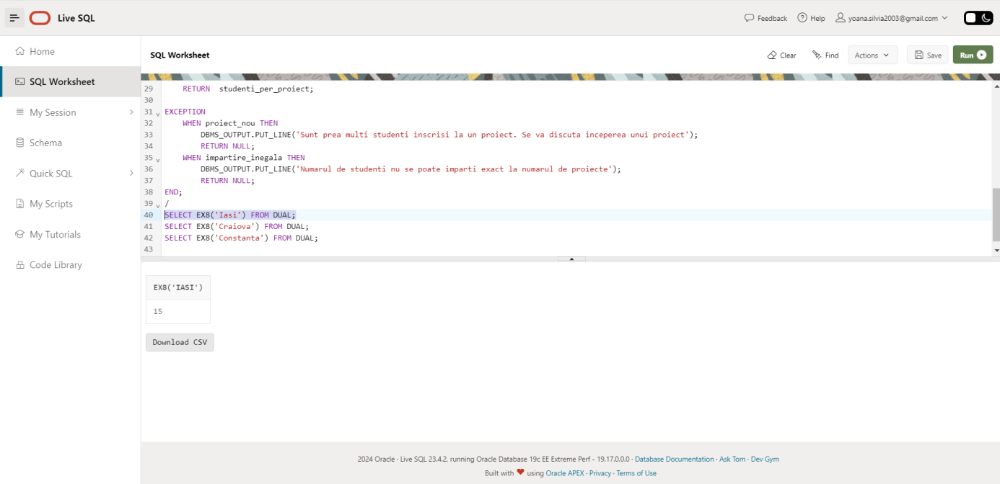 Live SQL
Feedback Help yoana.silvia2003@gmail.com
Home
SQL Worksheet
My Session
Schema
Quick SQL
My Scripts
My Tutorials
Code Library
SQL Worksheet
Clear Find Actions Save Run
29 RETURN studenti_per_proiect;
30
31 EXCEPTION
32 WHEN proiect_nou THEN
33 DBMS_OUTPUT.PUT_LINE('Sunt prea multi studenti inscrisi la un proiect. Se va discuta inceperea unui proiect');
34 RETURN NULL;
35 WHEN impartire_inegala THEN
36 DBMS_OUTPUT.PUT_LINE('Numarul de studenti nu se poate imparti exact la numarul de proiecte');
37 RETURN NULL;
38 END;
39 /
40 SELECT EX8('Iasi') FROM DUAL;
41 SELECT EX8('Craiova') FROM DUAL;
42 SELECT EX8('Constanta') FROM DUAL;
43
EX8('IASI')
15
Download CSV
2024 Oracle · Live SQL 23.4.2, running Oracle Database 19c EE Extreme Perf - 19.17.0.0.0 · Database Documentation · Ask Tom · Dev Gym
Built with ❤ using Oracle APEX · Privacy · Terms of Use